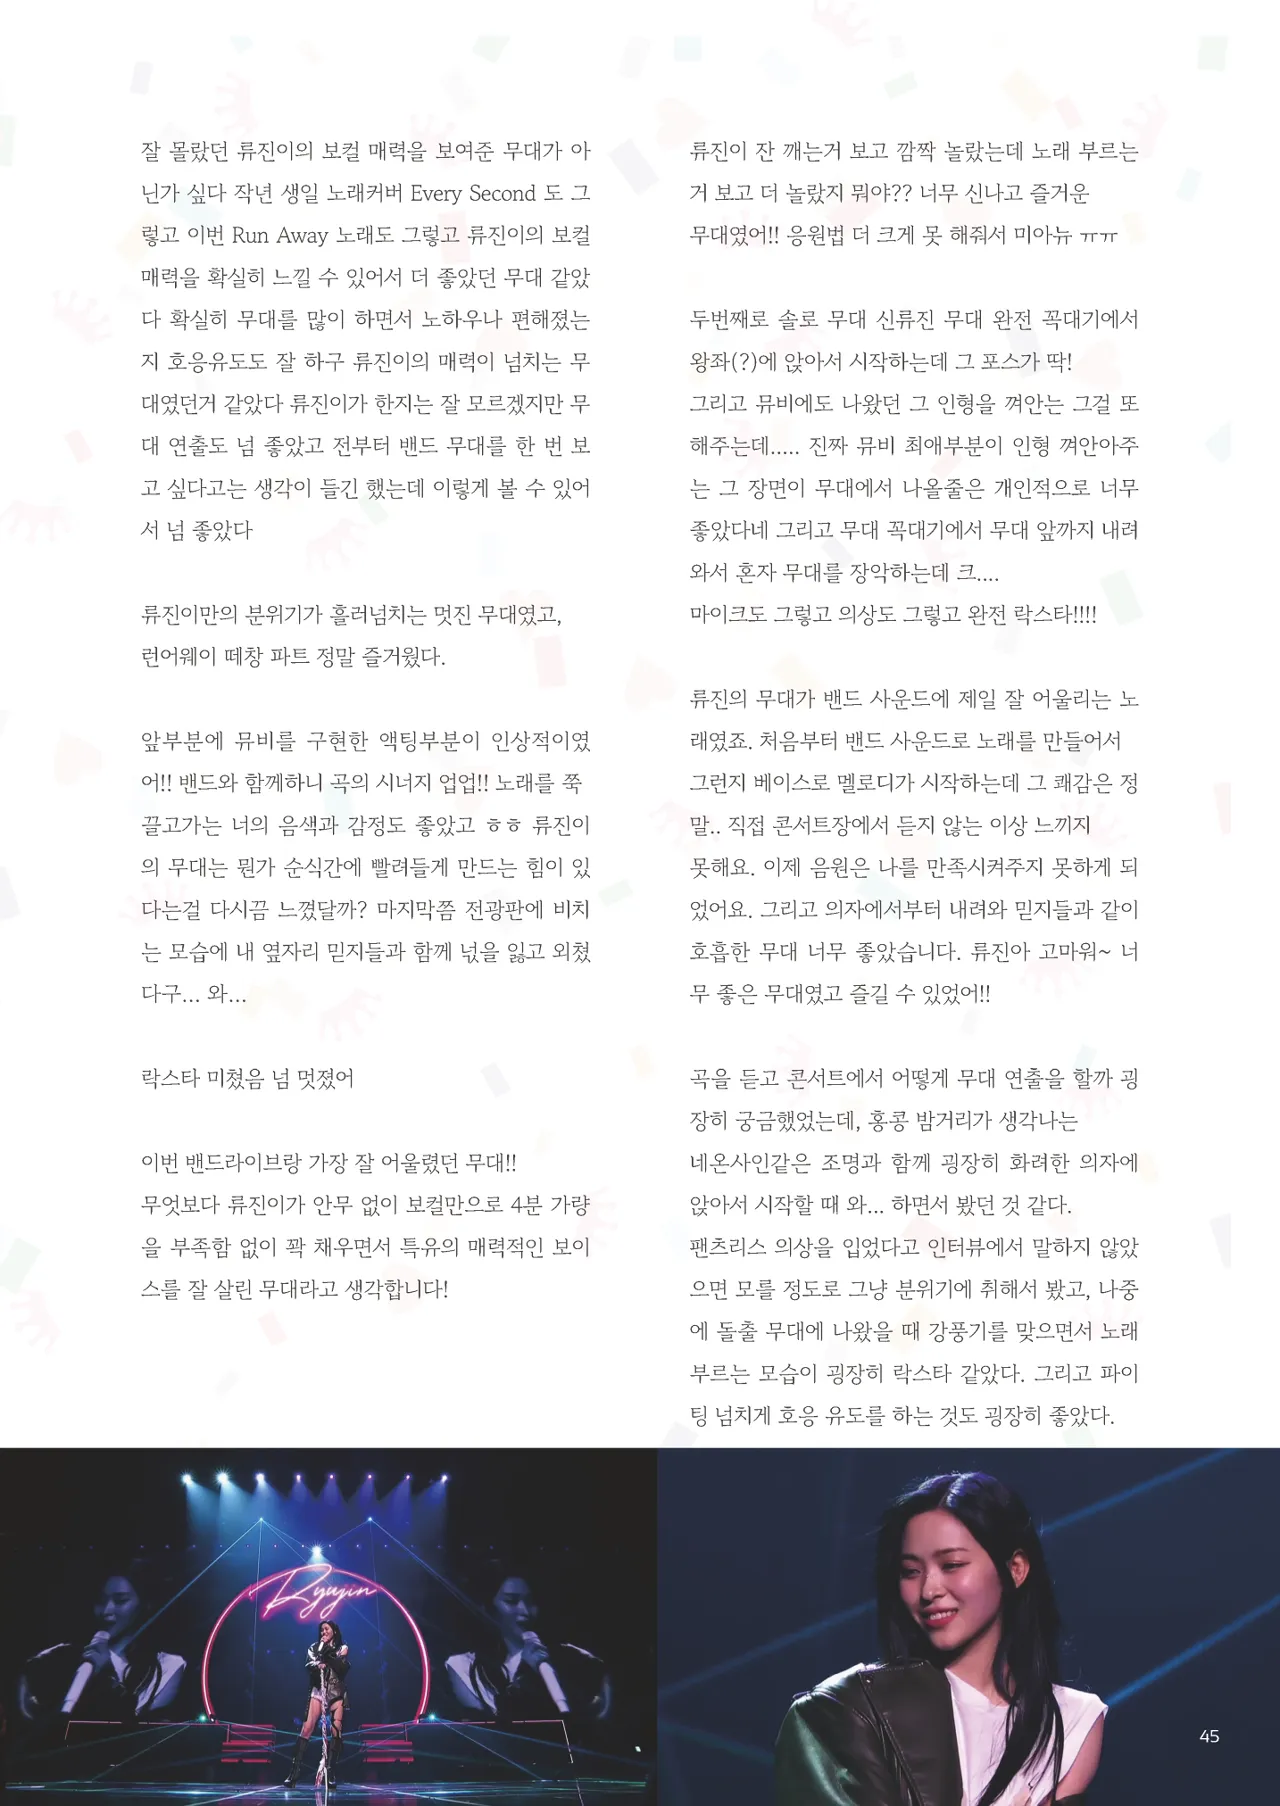 잘 몰랐던 류진이의 보컬 매력을 보여준 무대가 아
닌가 싶다 작년 생일 노래커버 Every Second 도 그
렇고 이번 Run Away 노래도 그렇고 류진이의 보컬
매력을 확실히 느낄 수 있어서 더 좋았던 무대 같았
다 확실히 무대를 많이 하면서 노하우나 편해졌는
지 호응유도도 잘 하구 류진이의 매력이 넘치는 무
대였던거 같았다 류진이가 한지는 잘 모르겠지만 무
대 연출도 넘 좋았고 전부터 밴드 무대를 한 번 보
고 싶다고는 생각이 들긴 했는데 이렇게 볼 수 있어
서 넘 좋았다

류진이만의 분위기가 흘러넘치는 멋진 무대였고,
런어웨이 떼창 파트 정말 즐거웠다.

앞부분에 뮤비를 구현한 액팅부분이 인상적이였
어!! 밴드와 함께하니 곡의 시너지 업업!! 노래를 쭉
끌고가는 너의 음색과 감정도 좋았고 ㅎㅎ 류진이
의 무대는 뭔가 순식간에 빨려들게 만드는 힘이 있
다는걸 다시끔 느꼈달까? 마지막쯤 전광판에 비치
는 모습에 내 옆자리 믿지들과 함께 넋을 잃고 외쳤
다구... 와...

락스타 미쳤음 넘 멋졌어

이번 밴드라이브랑 가장 잘 어울렸던 무대!!
무엇보다 류진이가 안무 없이 보컬만으로 4분 가량
을 부족함 없이 꽉 채우면서 특유의 매력적인 보이
스를 잘 살린 무대라고 생각합니다!

류진이 잔 깨는거 보고 깜짝 놀랐는데 노래 부르는
거 보고 더 놀랐지 뭐야?? 너무 신나고 즐거운
무대였어!! 응원법 더 크게 못 해줘서 미아뉴 ㅠㅠ

두번째로 솔로 무대 신류진 무대 완전 꼭대기에서
왕좌(?)에 앉아서 시작하는데 그 포스가 딱!
그리고 뮤비에도 나왔던 그 인형을 껴안는 그걸 또
해주는데..... 진짜 뮤비 최애부분이 인형 껴안아주
는 그 장면이 무대에서 나올줄은 개인적으로 너무
좋았다네 그리고 무대 꼭대기에서 무대 앞까지 내려
와서 혼자 무대를 장악하는데 크....
마이크도 그렇고 의상도 그렇고 완전 락스타!!!!

류진의 무대가 밴드 사운드에 제일 잘 어울리는 노
래였죠. 처음부터 밴드 사운드로 노래를 만들어서
그런지 베이스로 멜로디가 시작하는데 그 쾌감은 정
말.. 직접 콘서트장에서 듣지 않는 이상 느끼지
못해요. 이제 음원은 나를 만족시켜주지 못하게 되
었어요. 그리고 의자에서부터 내려와 믿지들과 같이
호흡한 무대 너무 좋았습니다. 류진아 고마워~ 너
무 좋은 무대였고 즐길 수 있었어!!

곡을 듣고 콘서트에서 어떻게 무대 연출을 할까 굉
장히 궁금했었는데, 홍콩 밤거리가 생각나는
네온사인같은 조명과 함께 굉장히 화려한 의자에
앉아서 시작할 때 와... 하면서 봤던 것 같다.
팬츠리스 의상을 입었다고 인터뷰에서 말하지 않았
으면 모를 정도로 그냥 분위기에 취해서 봤고, 나중
에 돌출 무대에 나왔을 때 강풍기를 맞으면서 노래
부르는 모습이 굉장히 락스타 같았다. 그리고 파이
팅 넘치게 호응 유도를 하는 것도 굉장히 좋았다.

Ryujin
45